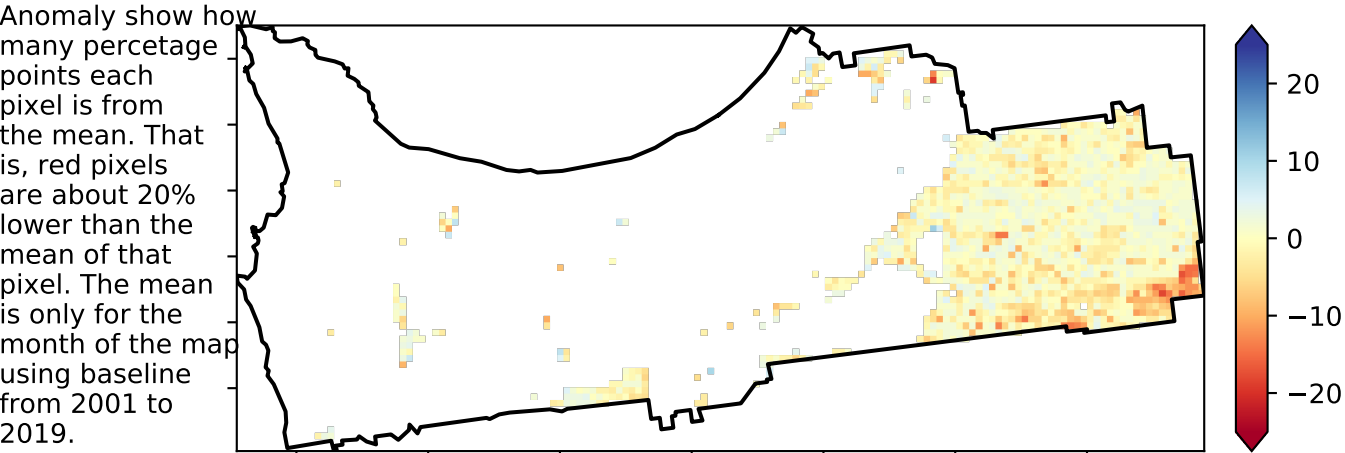 Anomaly show how
many percetage
points each
pixel is from
the mean. That
is, red pixels
are about 20%
lower than the
mean of that
pixel. The mean
is only for the
month of the map
using baseline
from 2001 to
2019.
20
10
0
−10
−20